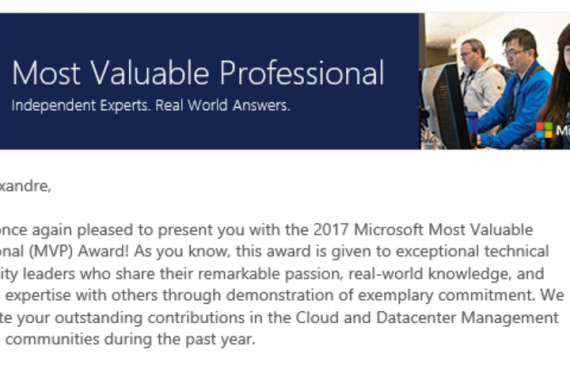 Most Valuable Professional
Independent Experts. Real World Answers.
Mi
xandre,
once again pleased to present you with the 2017 Microsoft Most Valuable
onal (MVP) Award! As you know, this award is given to exceptional technical
ity leaders who share their remarkable passion, real-world knowledge, and
expertise with others through demonstration of exemplary commitment. We
te your outstanding contributions in the Cloud and Datacenter Management
communities during the past year.